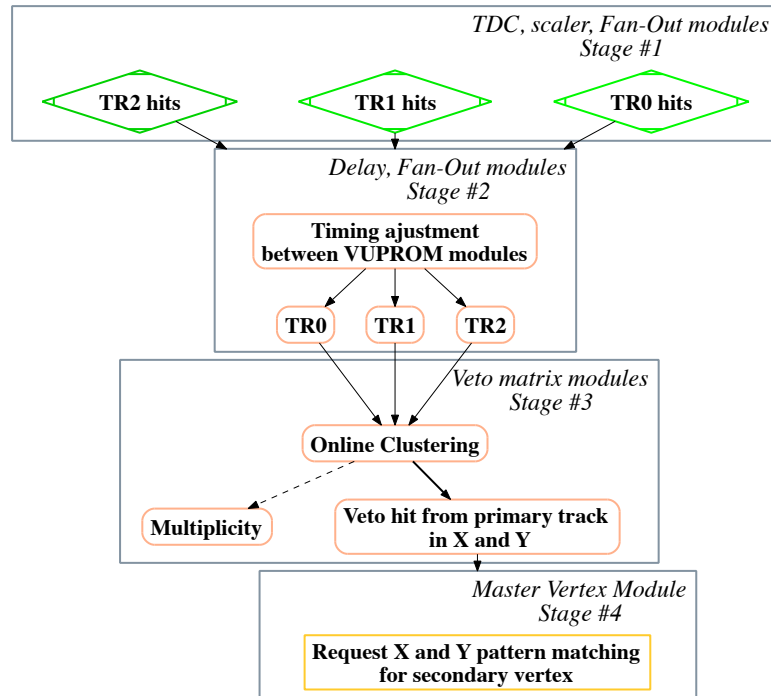 TDC, scaler, Fan-Out modules
Stage #1
TR2 hits
TR1 hits
TR0 hits
Delay, Fan-Out modules
Stage #2
Timing ajustment
between VUPROM modules
TR0
TR1
TR2
Veto matrix modules
Stage #3
Online Clustering
Multiplicity
Veto hit from primary track
in X and Y
Master Vertex Module
Stage #4
Request X and Y pattern matching
for secondary vertex